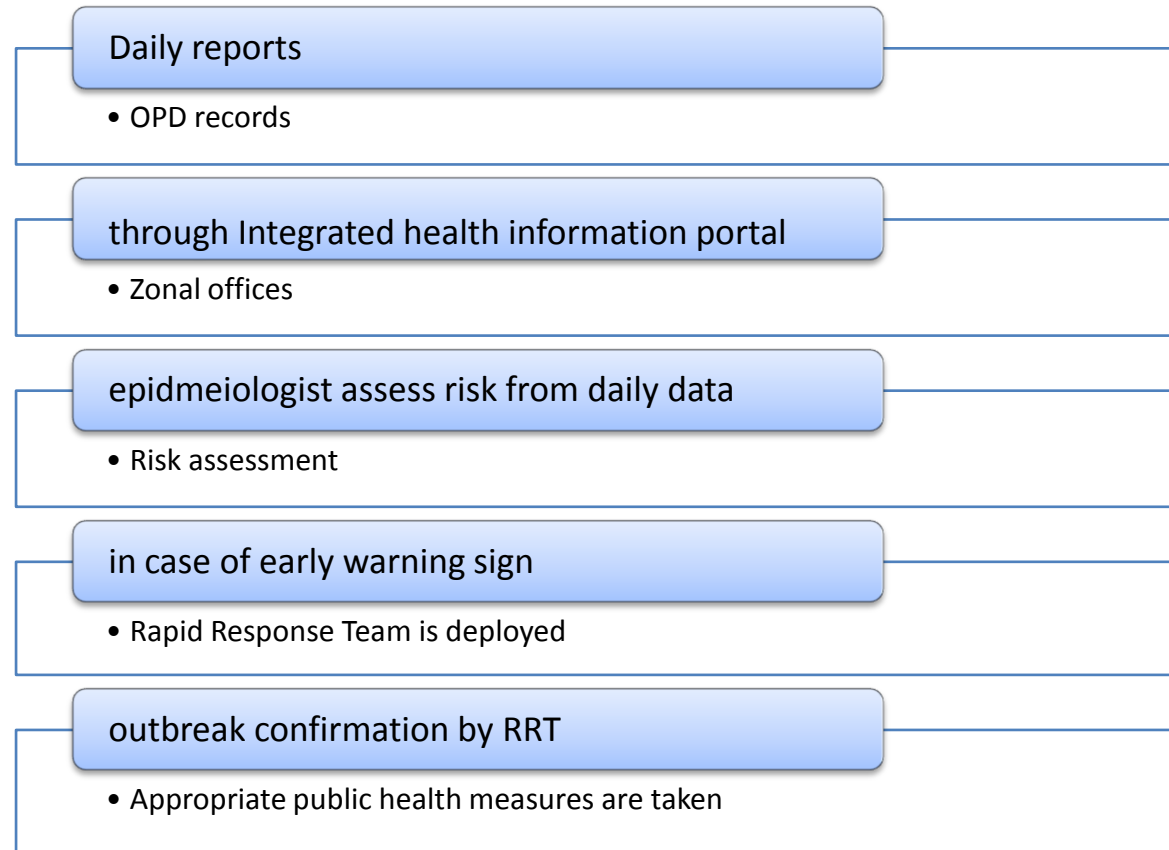 Daily reports
• OPD records
through Integrated health information portal
• Zonal offices
epidmeiologist assess risk from daily data
• Risk assessment
in case of early warning sign
• Rapid Response Team is deployed
outbreak confirmation by RRT
• Appropriate public health measures are taken